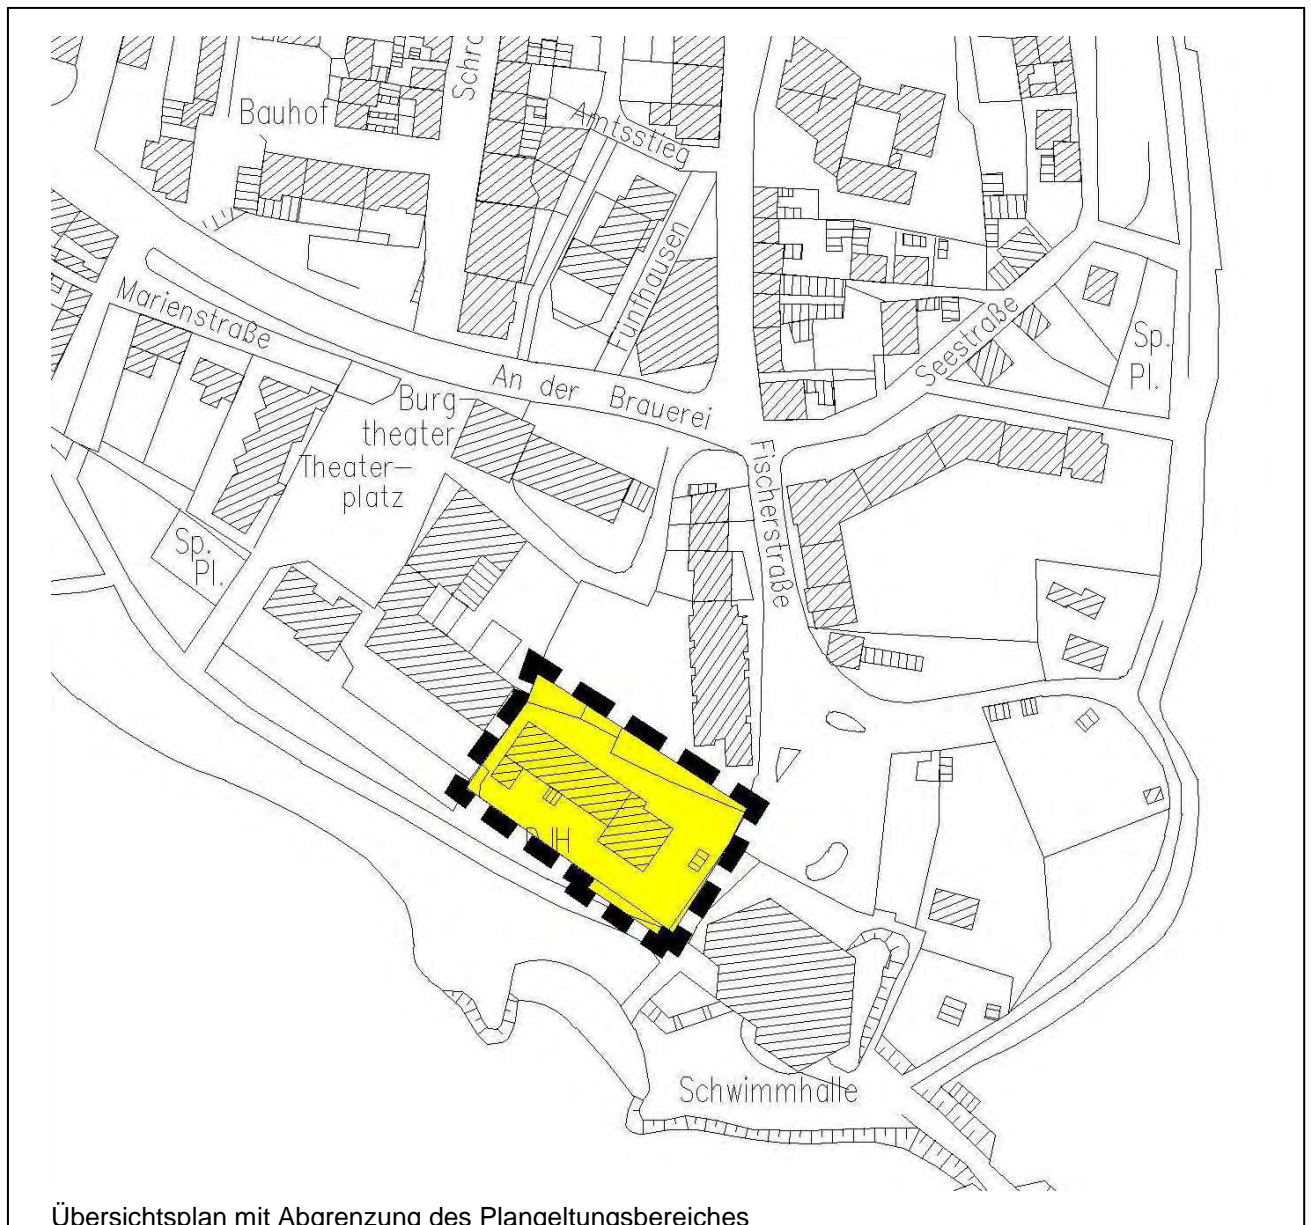 Bauhof
Schra
Amtsstieg
Fünfhausen
Marienstraße
An der Brauerei
Seestraße
Sp.
Pl.
Burg-
theater
Theater-
platz
Fischerstraße
Sp.
Pl.
DJH
Schwimmhalle
Übersichtsplan mit Abgrenzung des Plangeltungsbereiches